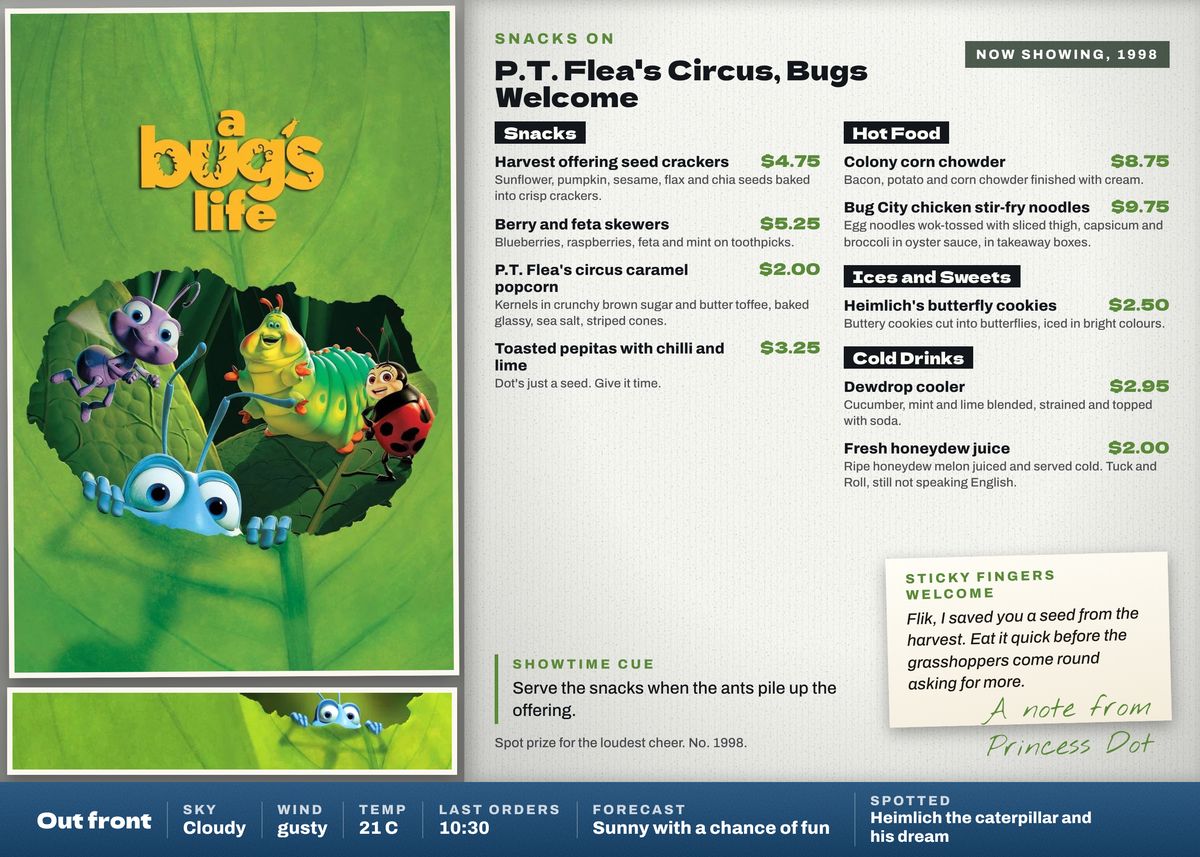 a
bug's
life
SNACKS ON
P.T. Flea's Circus, Bugs
Welcome
NOW SHOWING, 1998
Snacks
Harvest offering seed crackers $4.75
Sunflower, pumpkin, sesame, flax and chia seeds baked
into crisp crackers.
Berry and feta skewers $5.25
Blueberries, raspberries, feta and mint on toothpicks.
P.T. Flea's circus caramel $2.00
popcorn
Kernels in crunchy brown sugar and butter toffee, baked
glassy, sea salt, striped cones.
Toasted pepitas with chilli and $3.25
lime
Dot's just a seed. Give it time.
Hot Food
Colony corn chowder $8.75
Bacon, potato and corn chowder finished with cream.
Bug City chicken stir-fry noodles $9.75
Egg noodles wok-tossed with sliced thigh, capsicum and
broccoli in oyster sauce, in takeaway boxes.
Ices and Sweets
Heimlich's butterfly cookies $2.50
Buttery cookies cut into butterflies, iced in bright colours.
Cold Drinks
Dewdrop cooler $2.95
Cucumber, mint and lime blended, strained and topped
with soda.
Fresh honeydew juice $2.00
Ripe honeydew melon juiced and served cold. Tuck and
Roll, still not speaking English.
SHOWTIME CUE
Serve the snacks when the ants pile up the
offering.
Spot prize for the loudest cheer. No. 1998.
STICKY FINGERS
WELCOME
Flik, I saved you a seed from the
harvest. Eat it quick before the
grasshoppers come round
asking for more.
A note from
Princess Dot
Out front
SKY
Cloudy
WIND
gusty
TEMP
21 C
LAST ORDERS
10:30
FORECAST
Sunny with a chance of fun
SPOTTED
Heimlich the caterpillar and
his dream